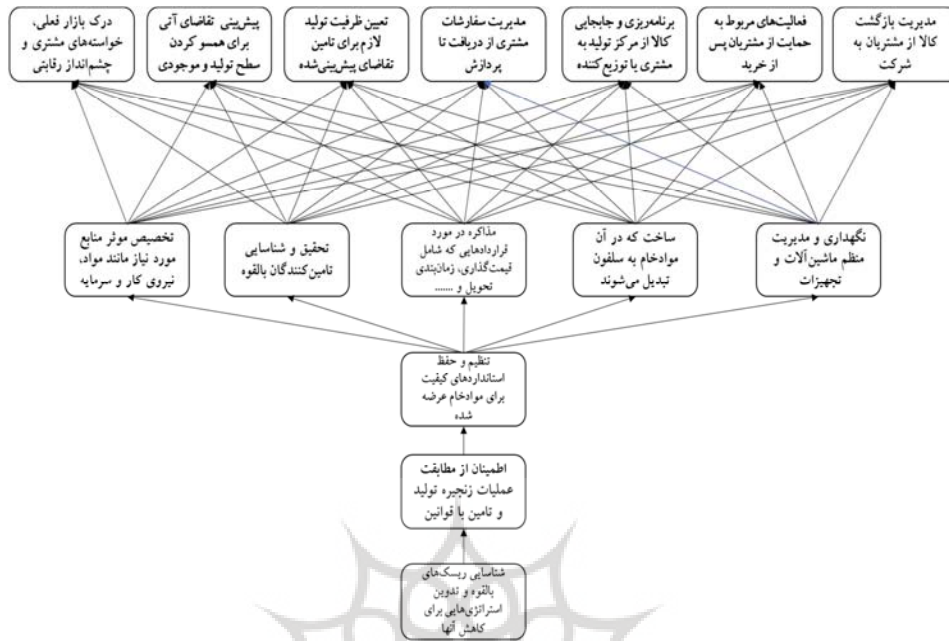 مدیریت بازگشت
کالا از مشتریان به
شرکت
فعالیت‌های مربوط به
حمایت از مشتریان پس
از خرید
برنامه‌ریزی و جابجایی
کالا از مرکز تولید به
مشتری یا توزیع‌کننده
مدیریت سفارشات
مشتری از دریافت تا
پردازش
تعیین ظرفیت تولید
لازم برای تامین
تقاضای پیش‌بینی‌شده
پیش‌بینی تقاضای آتی
برای همسو کردن
سطح تولید و موجودی
درک بازار فعلی،
خواسته‌های مشتری و
چشم‌انداز رقابتی
نگهداری و مدیریت
منظم ماشین‌آلات و
تجهیزات
ساخت که در آن
موادخام به سلفون
تبدیل می‌شوند
مذاکره در مورد
قراردادهایی که شامل
قیمت‌گذاری، زمان‌بندی
تحویل و .......
تحقیق و شناسایی
تامین‌کنندگان بالقوه
تخصیص موثر منابع
مورد نیاز مانند مواد،
نیروی کار و سرمایه
تنظیم و حفظ
استانداردهای کیفیت
برای موادخام عرضه
شده
اطمینان از مطابقت
عملیات زنجیره تولید
و تامین با قوانین
شناسایی ریسک‌های
بالقوه و تدوین
استراتژی‌هایی برای
کاهش آنها